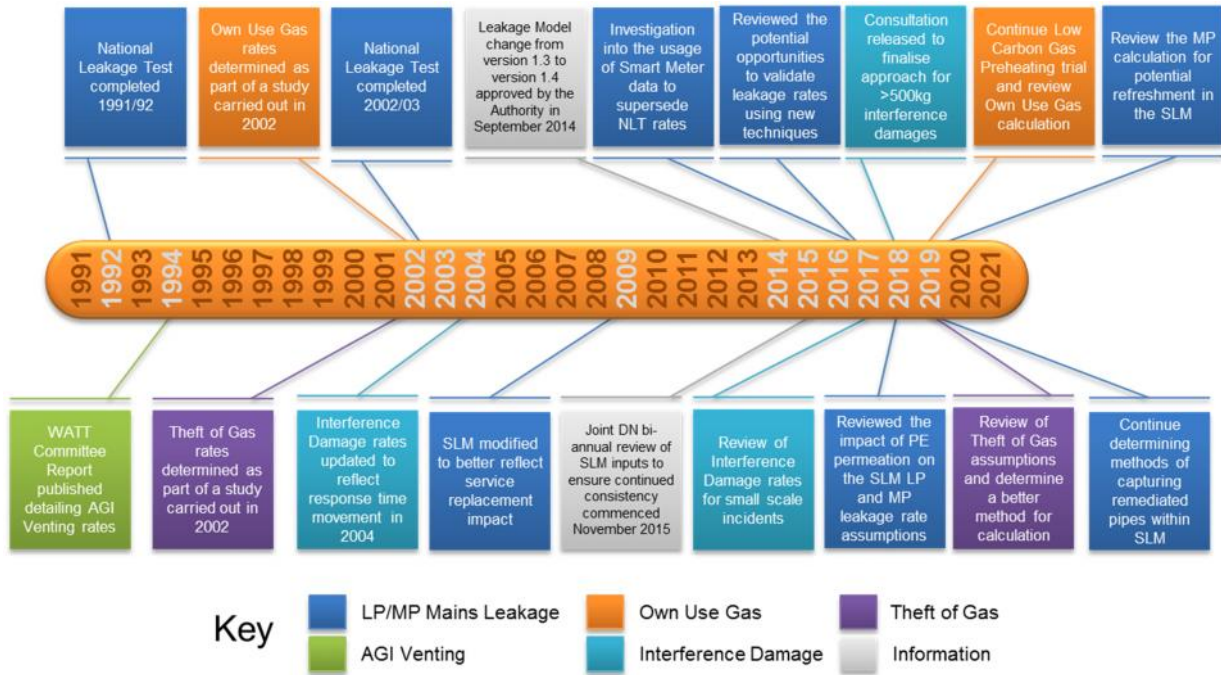 National
Leakage Test
completed
1991/92
Own Use Gas
rates
determined as
part of a study
carried out in
2002
National
Leakage Test
completed
2002/03
Leakage Model
change from
version 1.3 to
version 1.4
approved by the
Authority in
September 2014
Investigation
into the usage
of Smart Meter
data to
supersede
NLT rates
Reviewed the
potential
opportunities
to validate
leakage rates
using new
techniques
Consultation
released to
finalise
approach for
>500kg
interference
damages
Continue Low
Carbon Gas
Preheating trial
and review
Own Use Gas
calculation
Review the MP
calculation for
potential
refreshment in
the SLM
1991
1992
1993
1994
1995
1996
1997
1998
1999
2000
2001
2002
2003
2004
2005
2006
2007
2008
2009
2010
2011
2012
2013
2014
2015
2016
2017
2018
2019
2020
2021
WATT
Committee
Report
published
detailing AGI
Venting rates
Theft of Gas
rates
determined as
part of a study
carried out in
2002
Interference
Damage rates
updated to
reflect
response time
movement in
2004
SLM modified
to better reflect
service
replacement
impact
Joint DN bi-
annual review of
SLM inputs to
ensure continued
consistency
commenced
November 2015
Review of
Interference
Damage rates
for small scale
incidents
Reviewed the
impact of PE
permeation on
the SLM LP
and MP
leakage rate
assumptions
Review of
Theft of Gas
assumptions
and determine
a better
method for
calculation
Continue
determining
methods of
capturing
remediated
pipes within
SLM
Key
LP/MP Mains Leakage
Own Use Gas
Theft of Gas
AGI Venting
Interference Damage
Information